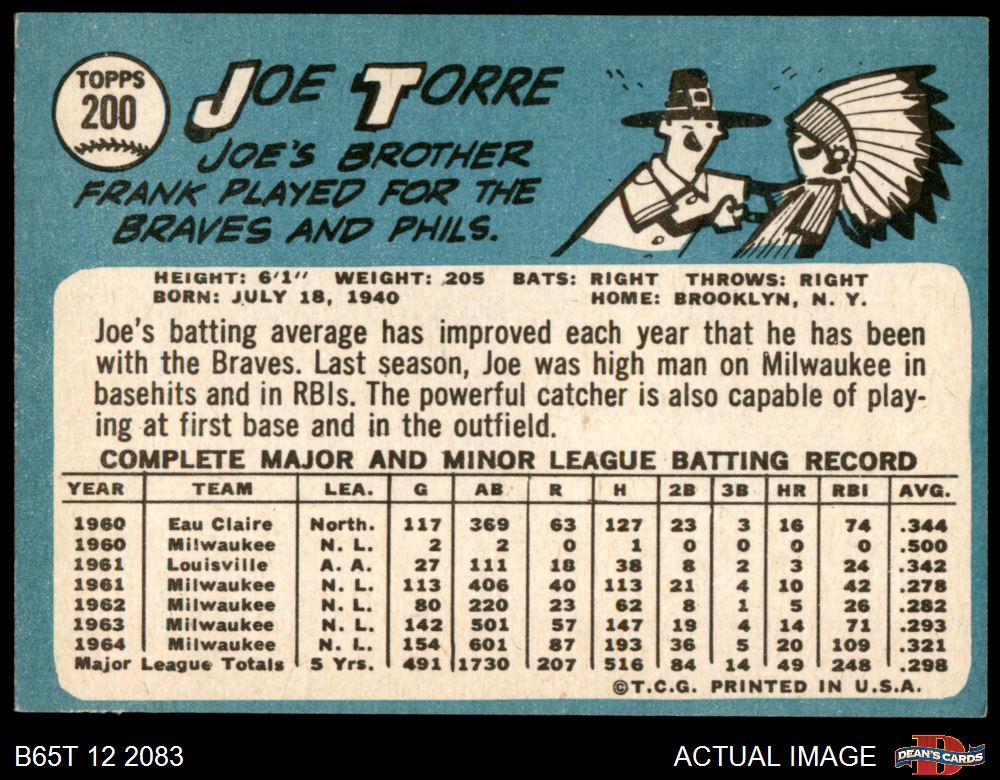 TOPPS
200
JOE TORRE
JOE'S BROTHER
FRANK PLAYED FOR THE
BRAVES AND PHILS.
HEIGHT: 6'1" WEIGHT: 205 BATS: RIGHT THROWS: RIGHT
BORN: JULY 18, 1940 HOME: BROOKLYN, N. Y.
Joe's batting average has improved each year that he has been
with the Braves. Last season, Joe was high man on Milwaukee in
basehits and in RBIs. The powerful catcher is also capable of play-
ing at first base and in the outfield.
COMPLETE MAJOR AND MINOR LEAGUE BATTING RECORD
YEAR TEAM LEA. G AB R H 2B 3B HR RBI AVG.
1960 Eau Claire North. 117 369 63 127 23 3 16 74 .344
1960 Milwaukee N. L. 2 2 0 1 0 0 0 0 .500
1961 Louisville A. A. 27 111 18 38 8 2 3 24 .342
1961 Milwaukee N. L. 113 406 40 113 21 4 10 42 .278
1962 Milwaukee N. L. 80 220 23 62 8 1 5 26 .282
1963 Milwaukee N. L. 142 501 57 147 19 4 14 71 .293
1964 Milwaukee N. L. 154 601 87 193 36 5 20 109 .321
Major League Totals 5 Yrs. 491 1730 207 516 84 14 49 248 .298
©T.C.G. PRINTED IN U.S.A.
B65T 12 2083 ACTUAL IMAGE DEAN'S CARDS